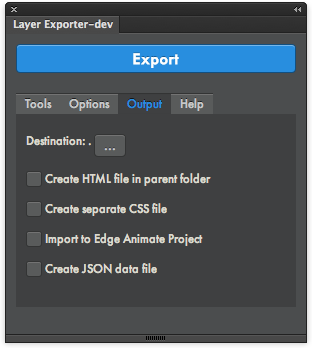 Layer Exporter-dev
Export
Tools Options Output Help
Destination: . ...
Create HTML file in parent folder
Create separate CSS file
Import to Edge Animate Project
Create JSON data file